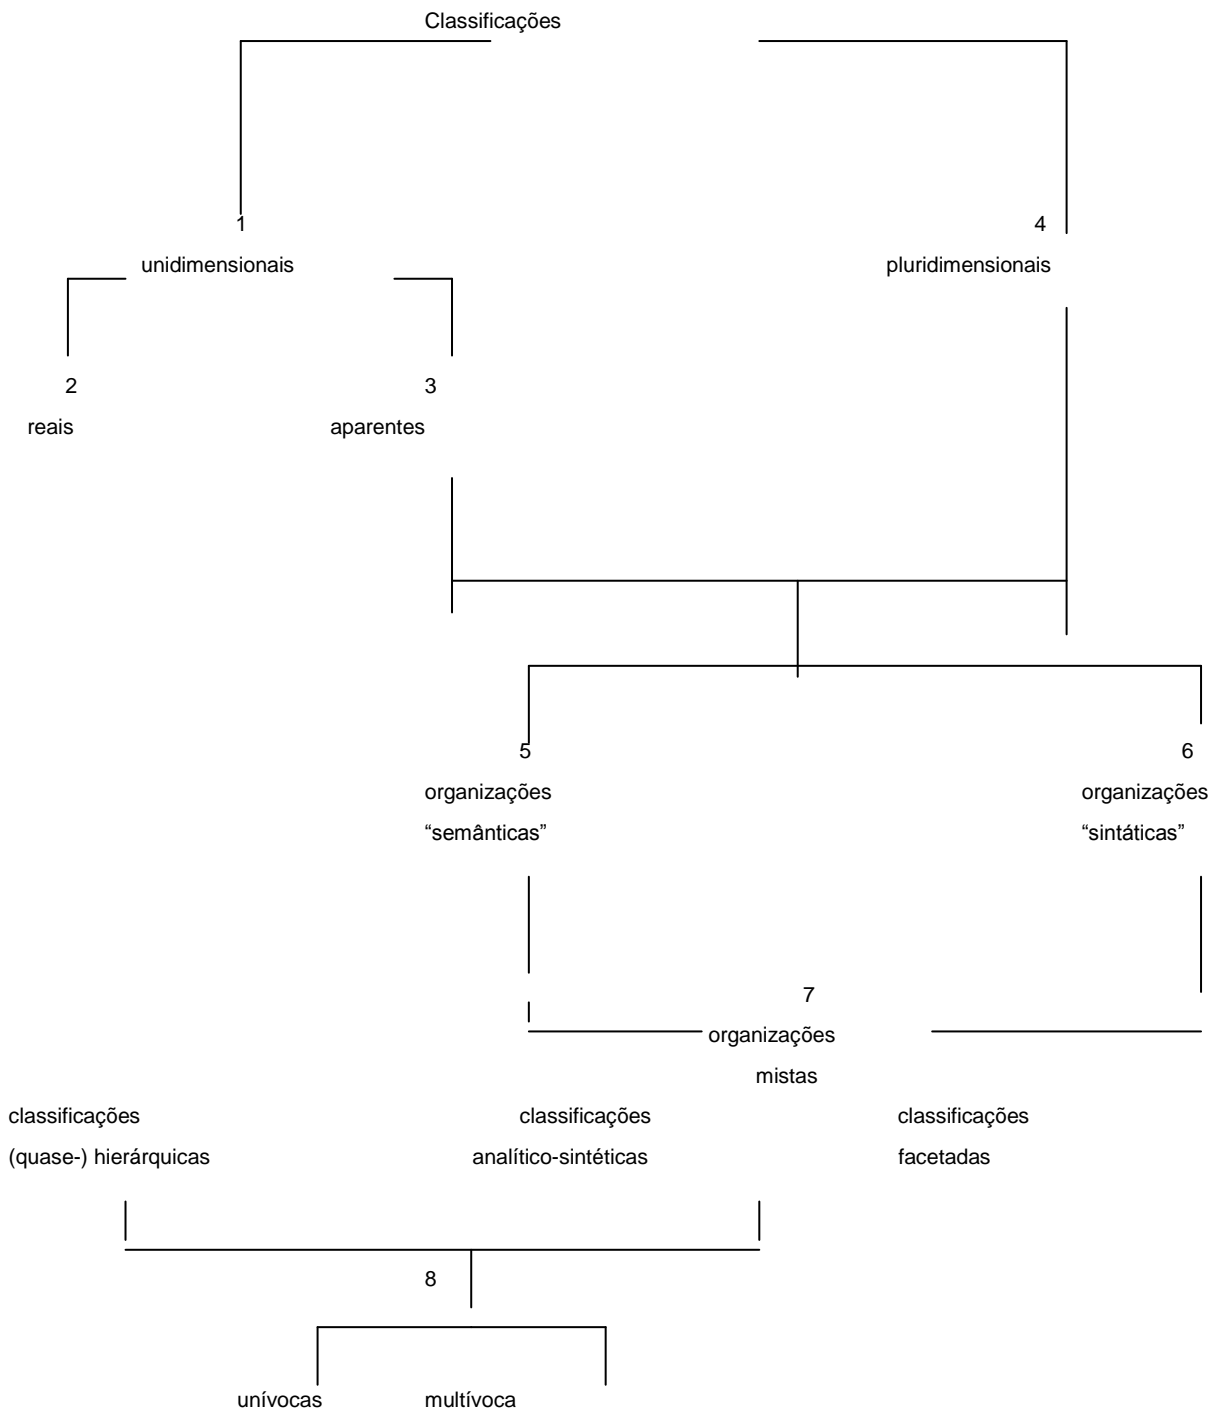 Classificações
1
4
unidimensionais
pluridimensionais
2
3
reais
aparentes
5
6
organizações
“semânticas”
organizações
“sintáticas”
7
organizações
mistas
classificações
(quase-) hierárquicas
classificações
analítico-sintéticas
classificações
facetadas
8
unívocas
multívoca